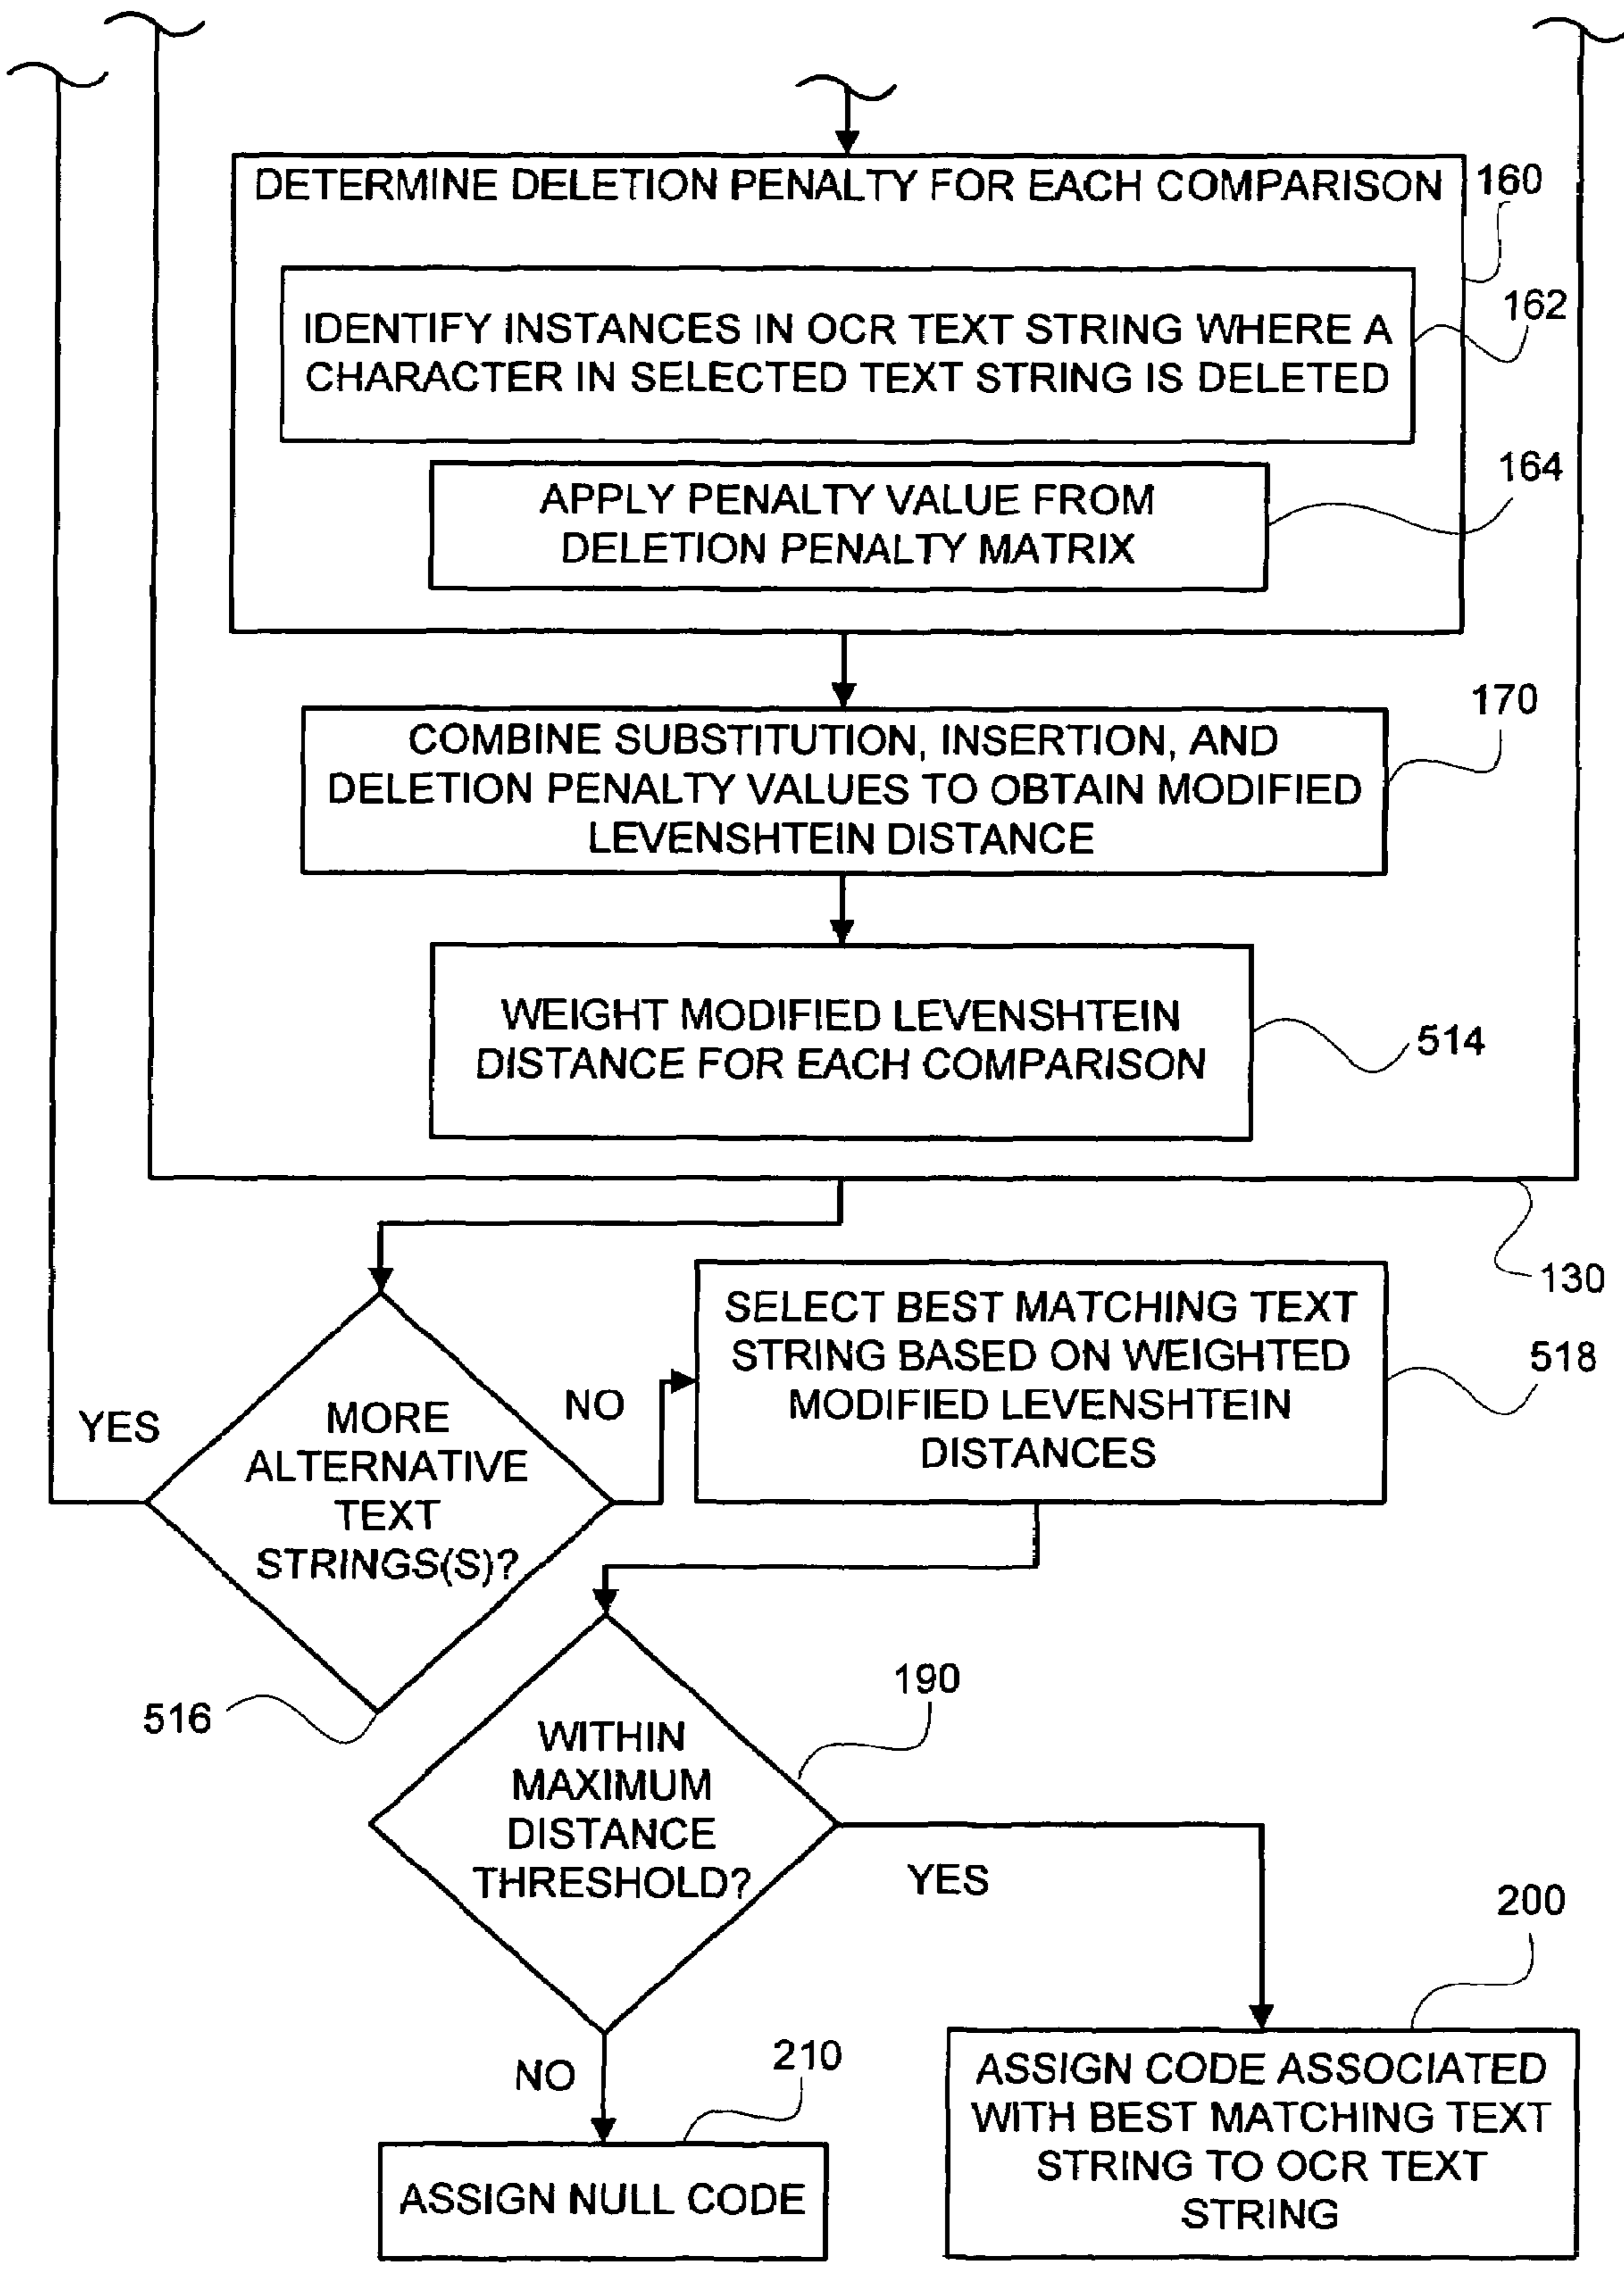 DETERMINE DELETION PENALTY FOR EACH COMPARISON
160
IDENTIFY INSTANCES IN OCR TEXT STRING WHERE A
CHARACTER IN SELECTED TEXT STRING IS DELETED
162
APPLY PENALTY VALUE FROM
DELETION PENALTY MATRIX
164
COMBINE SUBSTITUTION, INSERTION, AND
DELETION PENALTY VALUES TO OBTAIN MODIFIED
LEVENSHTEIN DISTANCE
170
WEIGHT MODIFIED LEVENSHTEIN
DISTANCE FOR EACH COMPARISON
514
130
SELECT BEST MATCHING TEXT
STRING BASED ON WEIGHTED
MODIFIED LEVENSHTEIN
DISTANCES
518
YES
NO
MORE
ALTERNATIVE
TEXT
STRINGS(S)?
516
190
WITHIN
MAXIMUM
DISTANCE
THRESHOLD?
YES
NO
200
ASSIGN CODE ASSOCIATED
WITH BEST MATCHING TEXT
STRING TO OCR TEXT
STRING
210
ASSIGN NULL CODE